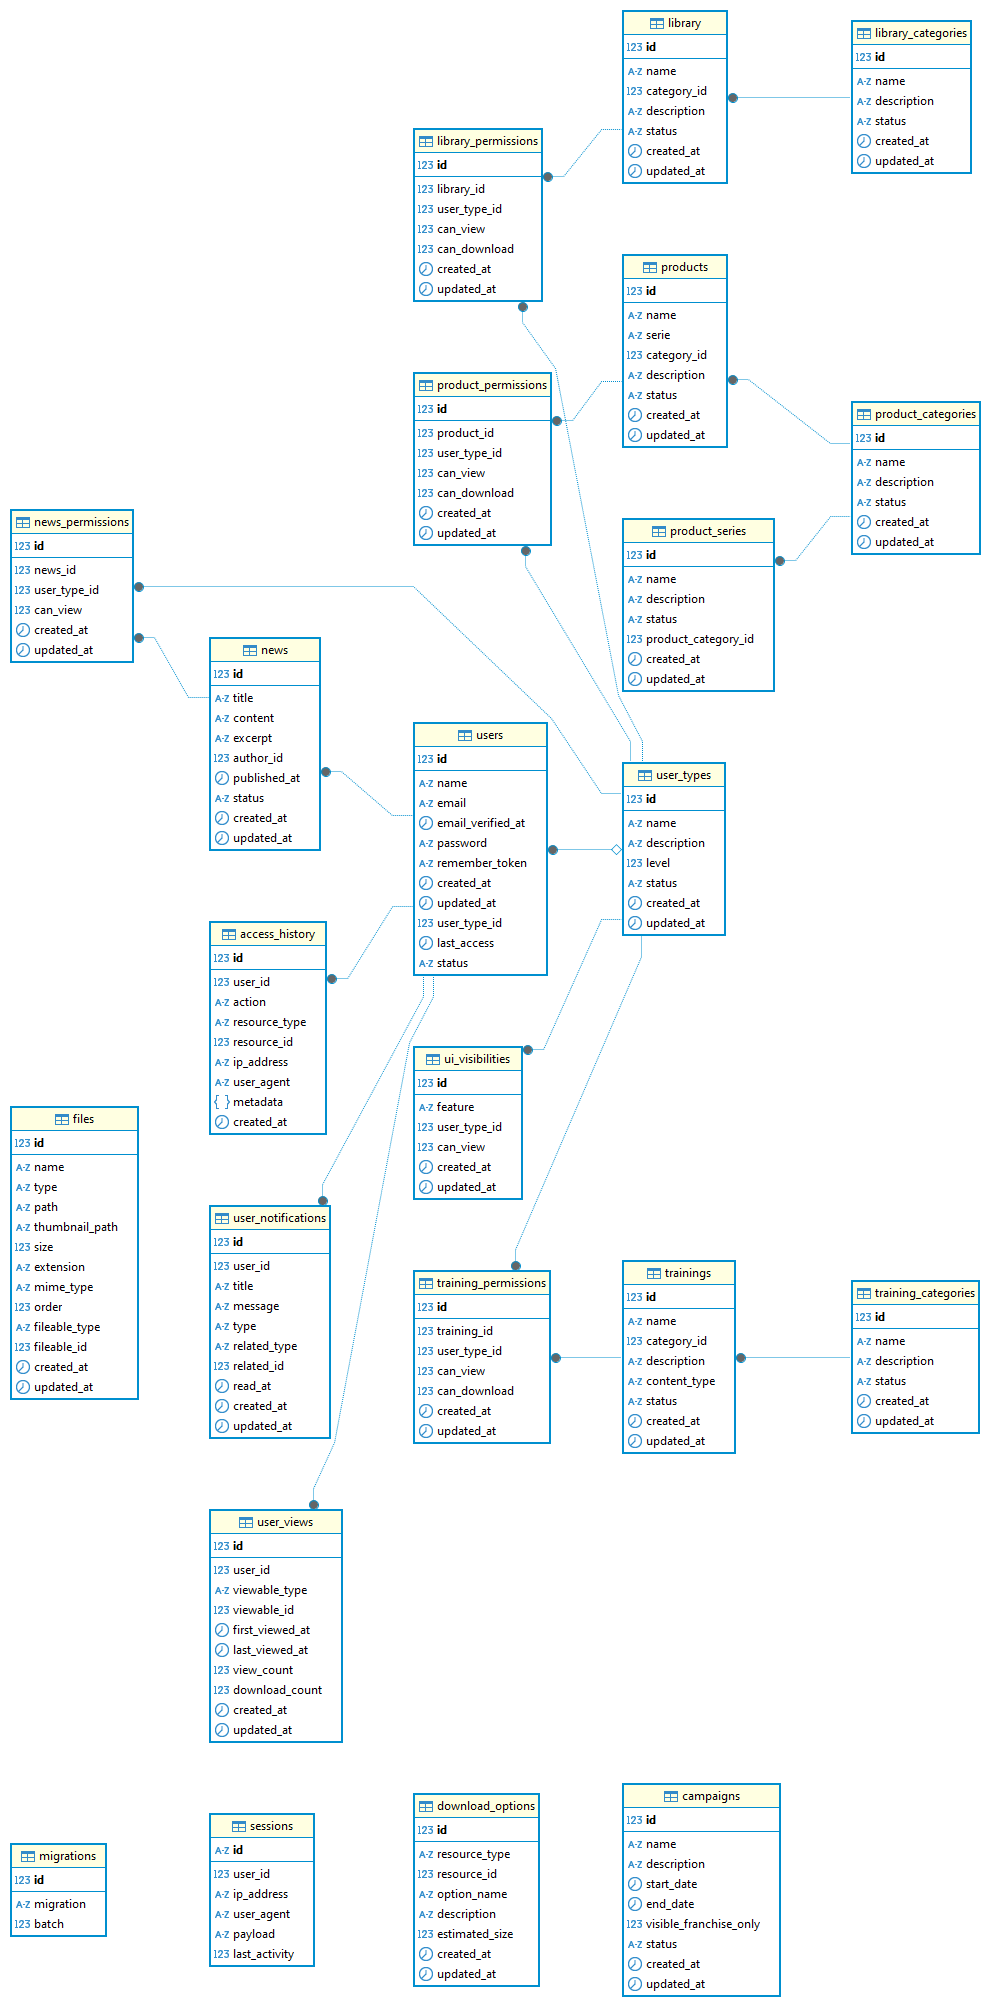 library
123 id
A-Z name
123 category_id
A-Z description
A-Z status
created_at
updated_at
library_categories
123 id
A-Z name
A-Z description
A-Z status
created_at
updated_at
library_permissions
123 id
123 library_id
123 user_type_id
123 can_view
123 can_download
created_at
updated_at
products
123 id
A-Z name
A-Z serie
123 category_id
A-Z description
A-Z status
created_at
updated_at
product_permissions
123 id
123 product_id
123 user_type_id
123 can_view
123 can_download
created_at
updated_at
product_categories
123 id
A-Z name
A-Z description
A-Z status
created_at
updated_at
news_permissions
123 id
123 news_id
123 user_type_id
123 can_view
created_at
updated_at
product_series
123 id
A-Z name
A-Z description
A-Z status
123 product_category_id
created_at
updated_at
news
123 id
A-Z title
A-Z content
A-Z excerpt
123 author_id
published_at
A-Z status
created_at
updated_at
users
123 id
A-Z name
A-Z email
email_verified_at
A-Z password
A-Z remember_token
created_at
updated_at
123 user_type_id
last_access
A-Z status
user_types
123 id
A-Z name
A-Z description
123 level
A-Z status
created_at
updated_at
access_history
123 id
123 user_id
A-Z action
A-Z resource_type
123 resource_id
A-Z ip_address
A-Z user_agent
{ } metadata
created_at
ui_visibilities
123 id
A-Z feature
123 user_type_id
123 can_view
created_at
updated_at
files
123 id
A-Z name
A-Z type
A-Z path
A-Z thumbnail_path
123 size
A-Z extension
A-Z mime_type
123 order
A-Z fileable_type
123 fileable_id
created_at
updated_at
user_notifications
123 id
123 user_id
A-Z title
A-Z message
A-Z type
A-Z related_type
123 related_id
read_at
created_at
updated_at
training_permissions
123 id
123 training_id
123 user_type_id
123 can_view
123 can_download
created_at
updated_at
trainings
123 id
A-Z name
123 category_id
A-Z description
A-Z content_type
A-Z status
created_at
updated_at
training_categories
123 id
A-Z name
A-Z description
A-Z status
created_at
updated_at
user_views
123 id
123 user_id
A-Z viewable_type
123 viewable_id
first_viewed_at
last_viewed_at
123 view_count
123 download_count
created_at
updated_at
migrations
123 id
A-Z migration
123 batch
sessions
A-Z id
123 user_id
A-Z ip_address
A-Z user_agent
A-Z payload
123 last_activity
download_options
123 id
A-Z resource_type
123 resource_id
A-Z option_name
A-Z description
123 estimated_size
created_at
updated_at
campaigns
123 id
A-Z name
A-Z description
start_date
end_date
123 visible_franchise_only
A-Z status
created_at
updated_at